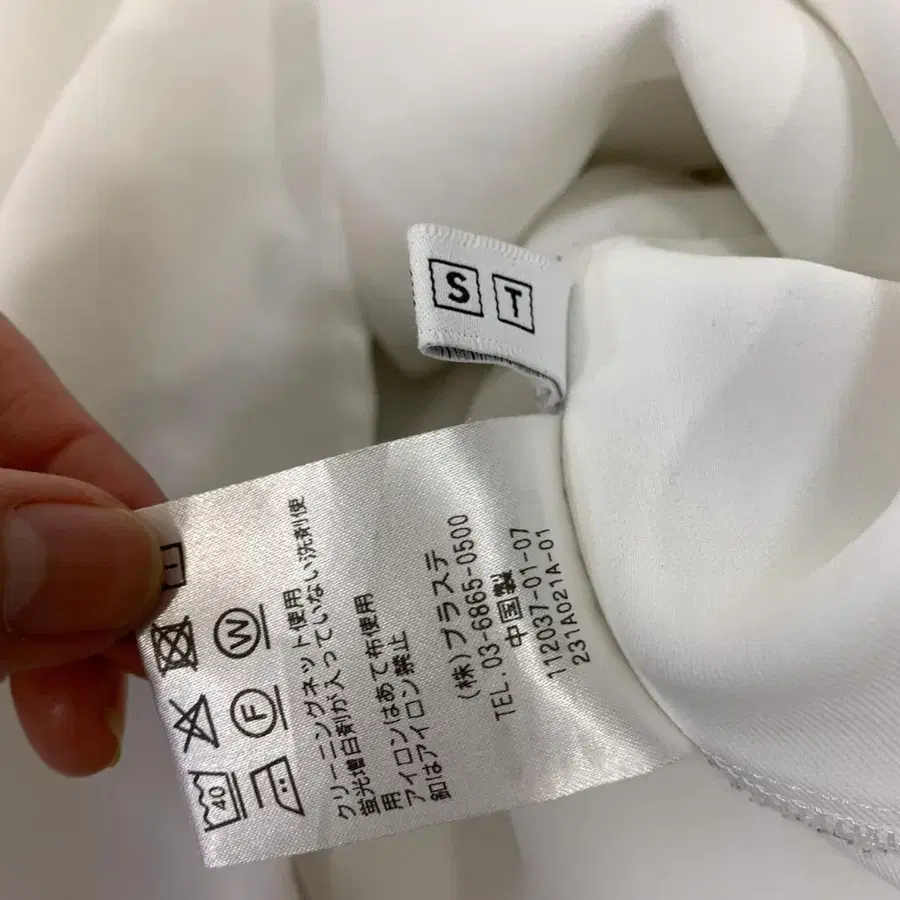 S T
40
F
W
クリーニングネット使用
蛍光増白剤が入っていない洗剤使
用
アイロンはあて布使用
釦はアイロン禁止
(株)プラステ
TEL. 03-6865-0500
中国製
112037-01-07
231A021A-01